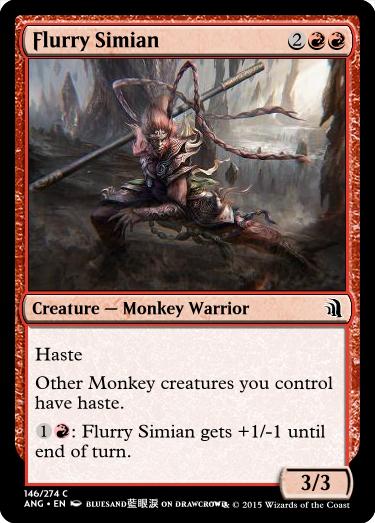 Flurry Simian 2
Creature — Monkey Warrior
Haste
Other Monkey creatures you control
have haste.
1 : Flurry Simian gets +1/-1 until
end of turn.
3/3
146/274 C
ANG • EN BLUESAND藍眼淚 ON DRAWCROWD & © 2015 Wizards of the Coast